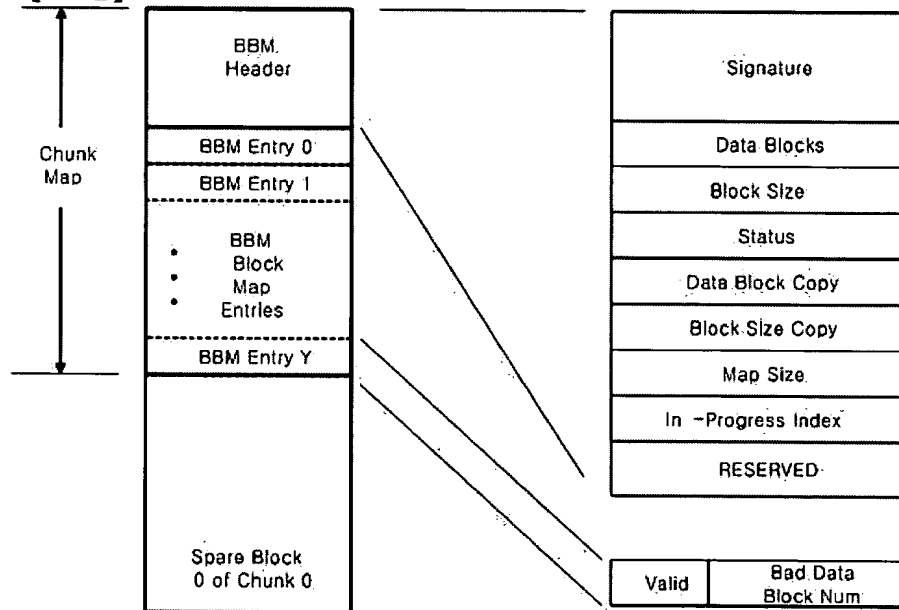 Chunk
Map
BBM.
Header
BBM Entry 0
BBM Entry 1
BBM
Block
Map
Entries
BBM Entry Y
Spare Block
0 of Chunk 0
Signature
Data Blocks
Block Size
Status
Data Block Copy
Block Size Copy
Map Size
In -Progress Index
RESERVED
Valid
Bad Data
Block Num